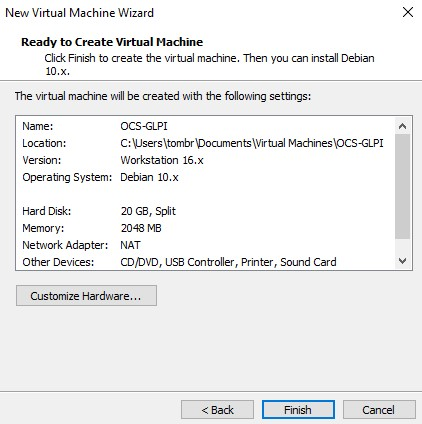 New Virtual Machine Wizard
Ready to Create Virtual Machine
Click Finish to create the virtual machine. Then you can install Debian
10.x.
The virtual machine will be created with the following settings:
Name: OCS-GLPI
Location: C:\Users\tombr\Documents\Virtual Machines\OCS-GLPI
Version: Workstation 16.x
Operating System: Debian 10.x
Hard Disk: 20 GB, Split
Memory: 2048 MB
Network Adapter: NAT
Other Devices: CD/DVD, USB Controller, Printer, Sound Card
Customize Hardware...
< Back Finish Cancel